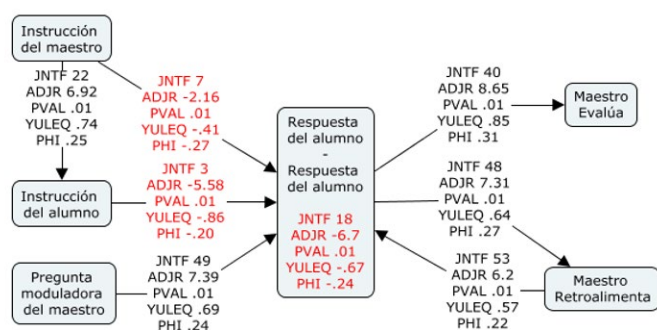 Instrucción
del maestro
JNTF 22
ADJR 6.92
PVAL .01
YULEQ .74
PHI .25
JNTF 7
ADJR -2.16
PVAL .01
YULEQ -.41
PHI -.27
Instrucción
del alumno
JNTF 3
ADJR -5.58
PVAL .01
YULEQ -.86
PHI -.20
Pregunta
moduladora
del maestro
JNTF 49
ADJR 7.39
PVAL .01
YULEQ .69
PHI .24
Respuesta
del alumno
-
Respuesta
del alumno
JNTF 18
ADJR -6.7
PVAL .01
YULEQ -.67
PHI -.24
JNTF 40
ADJR 8.65
PVAL .01
YULEQ .85
PHI .31
Maestro
Evalúa
JNTF 48
ADJR 7.31
PVAL .01
YULEQ .64
PHI .27
JNTF 53
ADJR 6.2
PVAL .01
YULEQ .57
PHI .22
Maestro
Retroalimenta